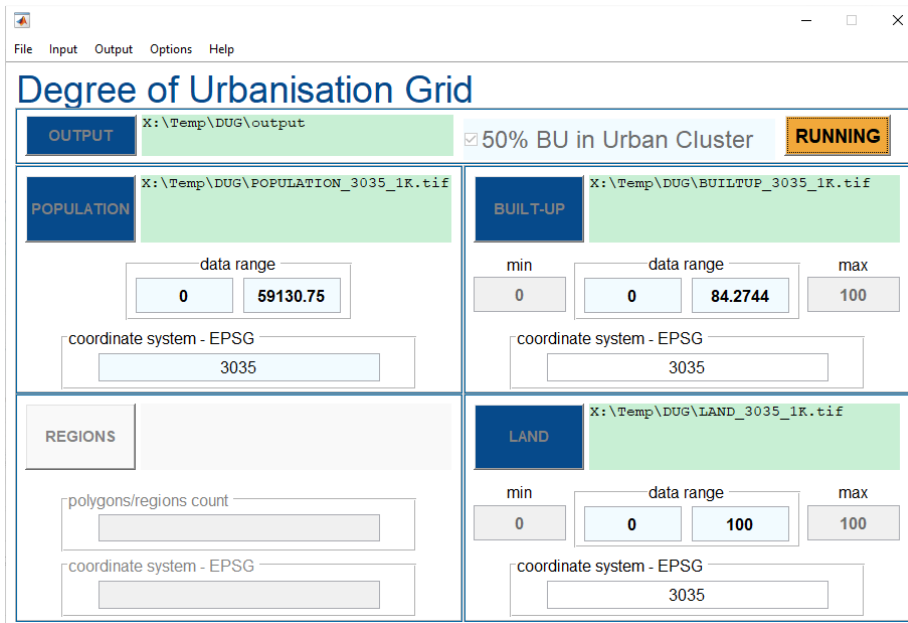 File Input Output Options Help
Degree of Urbanisation Grid
OUTPUT
X:\Temp\DUG\output
50% BU in Urban Cluster
RUNNING
POPULATION
X:\Temp\DUG\POPULATION_3035_1K.tif
data range
0 59130.75
coordinate system - EPSG
3035
BUILT-UP
X:\Temp\DUG\BUILTUP_3035_1K.tif
min data range max
0 0 84.2744 100
coordinate system - EPSG
3035
REGIONS
polygons/regions count
coordinate system - EPSG
LAND
X:\Temp\DUG\LAND_3035_1K.tif
min data range max
0 0 100 100
coordinate system - EPSG
3035